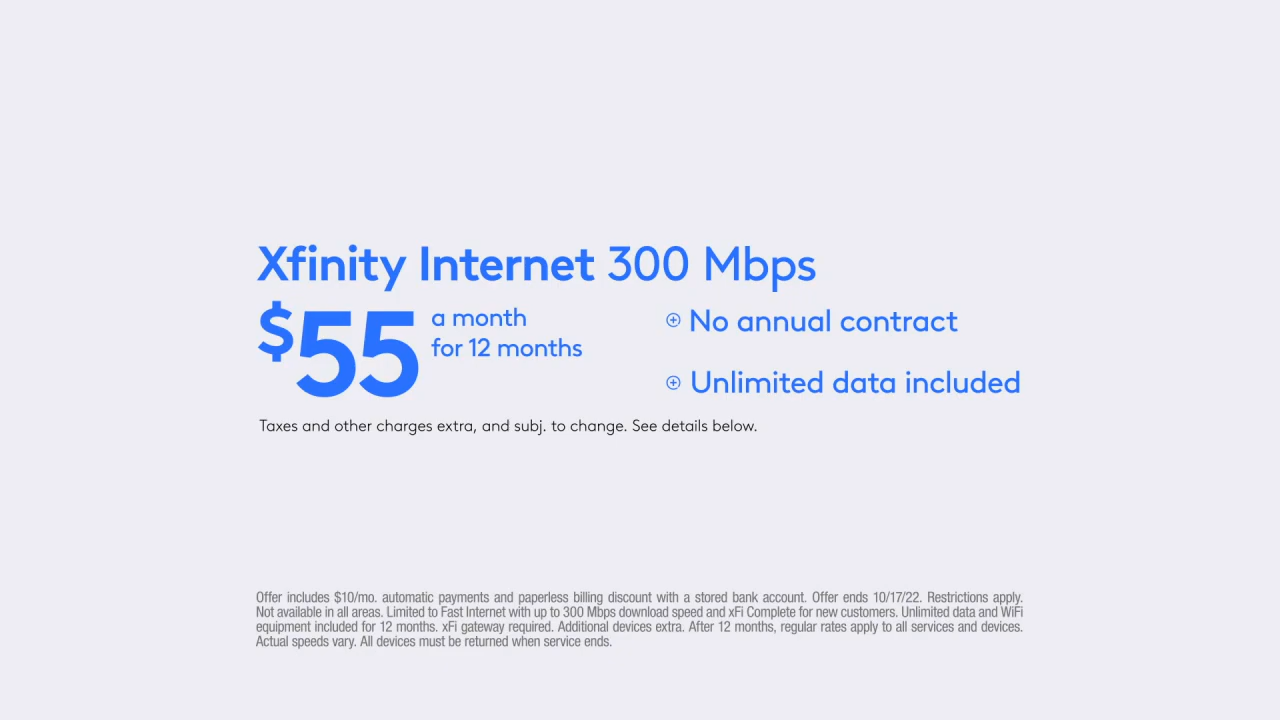 Xfinity Internet 300 Mbps
$55 a month
for 12 months
No annual contract
Unlimited data included
Taxes and other charges extra, and subj. to change. See details below.
Offer includes $10/mo. automatic payments and paperless billing discount with a stored bank account. Offer ends 10/17/22. Restrictions apply.
Not available in all areas. Limited to Fast Internet with up to 300 Mbps download speed and xFi Complete for new customers. Unlimited data and WiFi
equipment included for 12 months. xFi gateway required. Additional devices extra. After 12 months, regular rates apply to all services and devices.
Actual speeds vary. All devices must be returned when service ends.